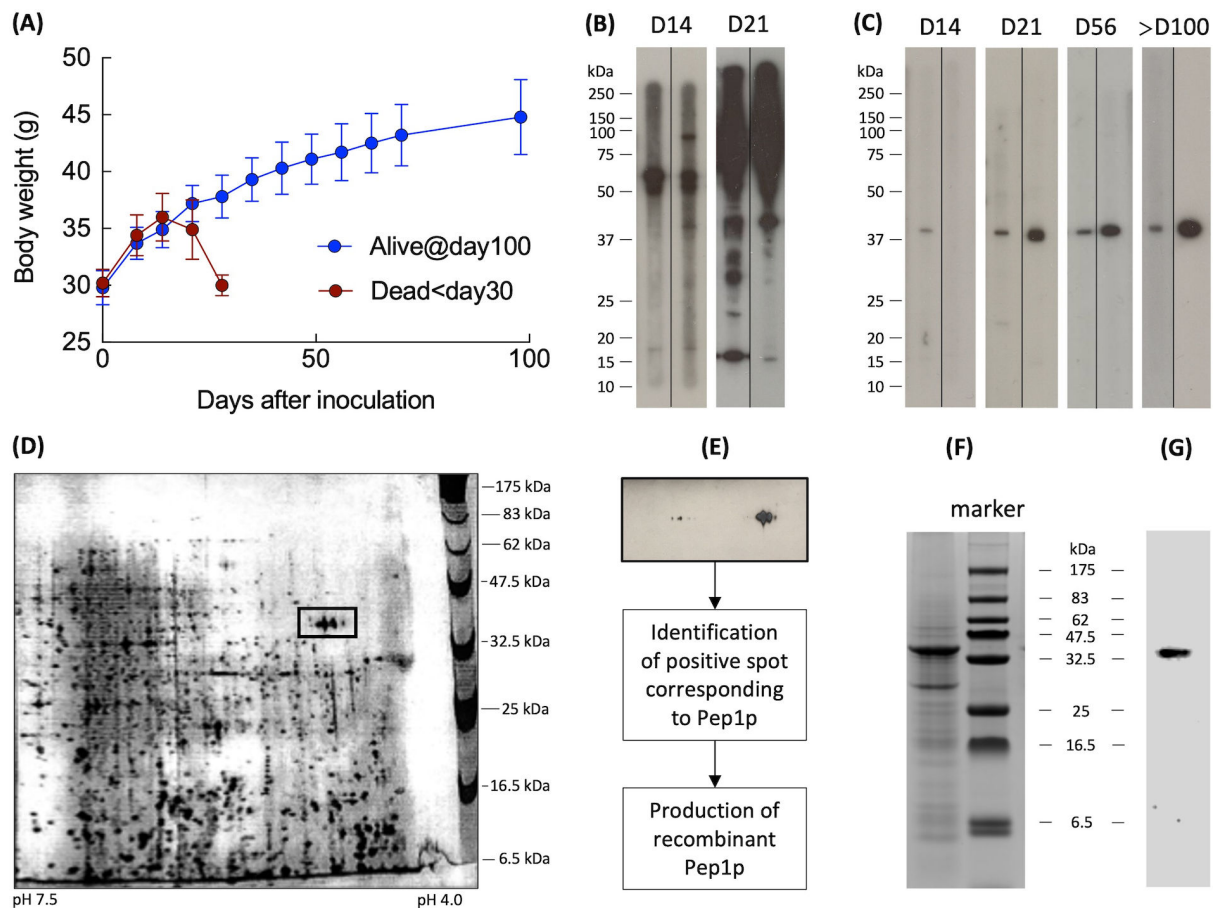 (A)
50
45
40
35
30
25
0
50
100
Body weight (g)
Days after inoculation
Alive@day100
Dead<day30
(B)
D14 D21
kDa
250
150
100
75
50
37
25
20
15
10
(C)
D14 D21 D56 >D100
kDa
250
150
100
75
50
37
25
20
15
10
(D)
175 kDa
83 kDa
62 kDa
47.5 kDa
32.5 kDa
25 kDa
16.5 kDa
6.5 kDa
pH 7.5 pH 4.0
(E)
Identification
of positive spot
corresponding
to Pep1p
Production of
recombinant
Pep1p
(F)
marker
kDa
175
83
62
47.5
32.5
25
16.5
6.5
(G)